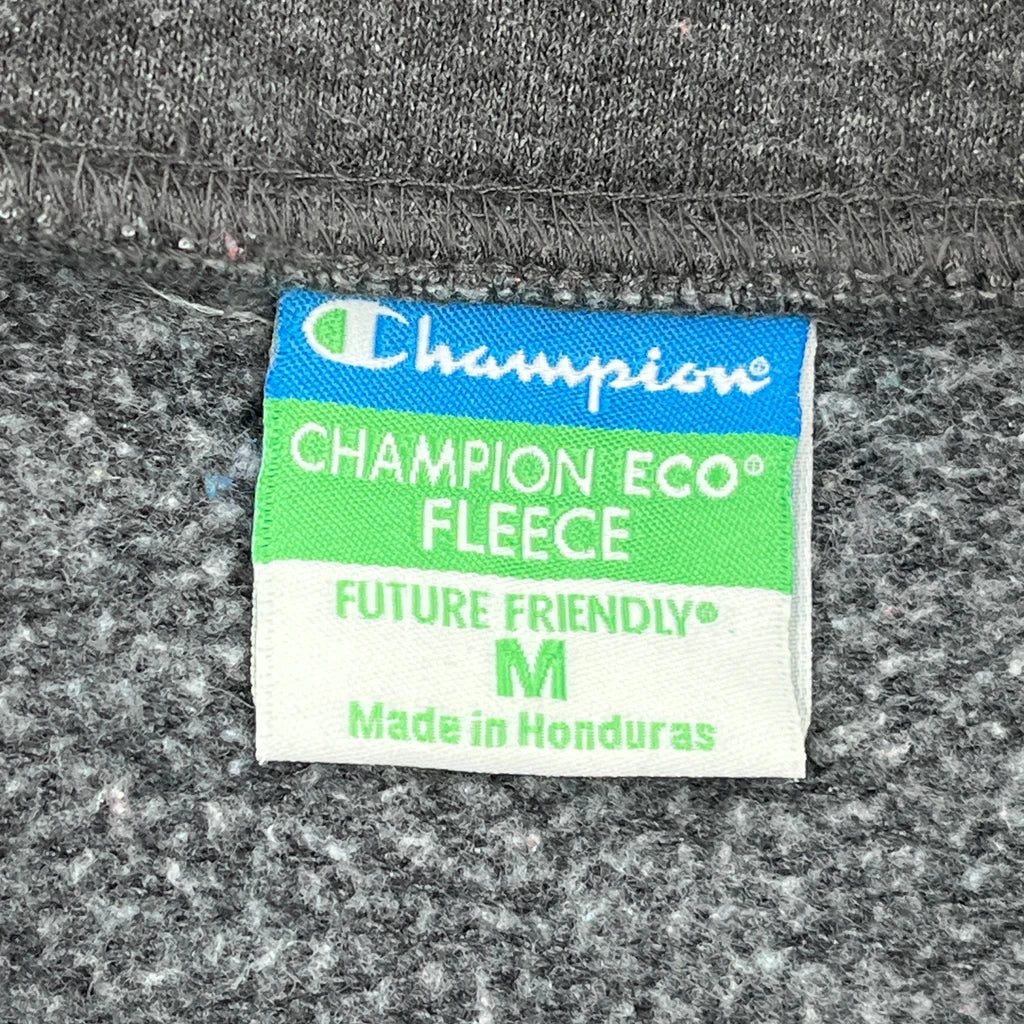 Champion®
CHAMPION ECO®
FLEECE
FUTURE FRIENDLY®
M
Made in Honduras